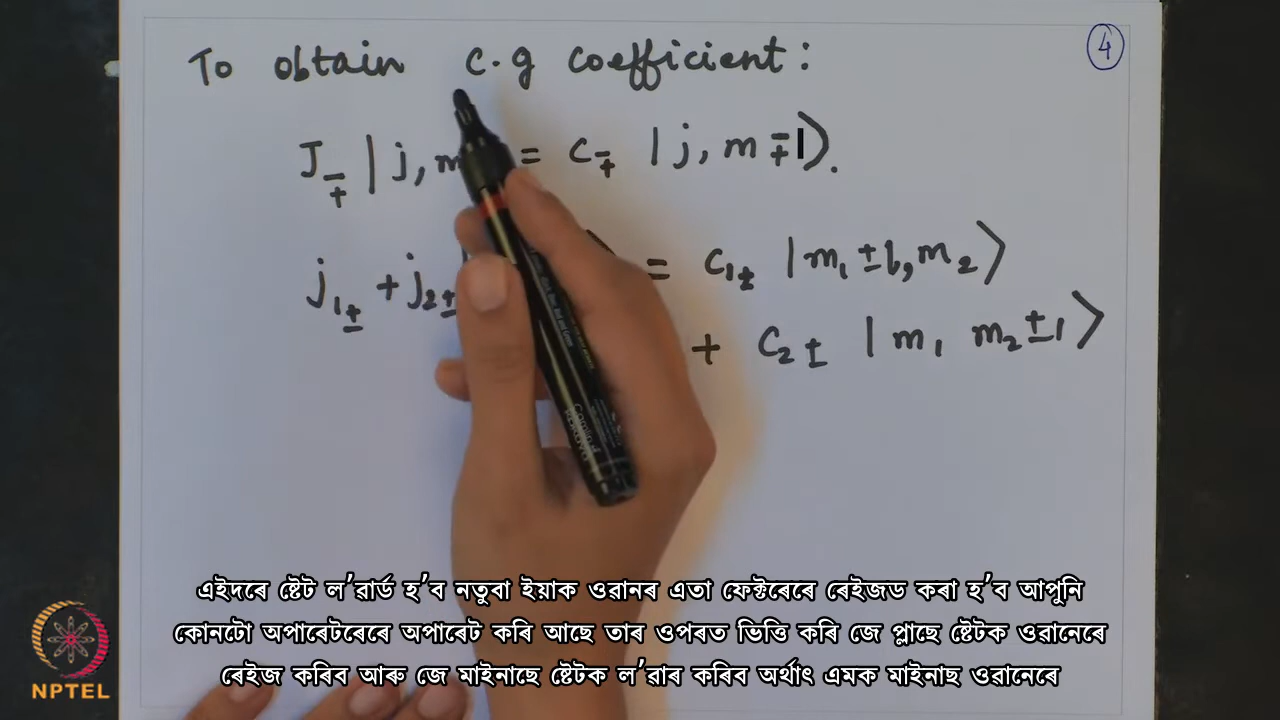 To obtain C.g coefficient:
④
J∓ | j, m = C∓ | j, m ∓1⟩.
j₁± + j₂± ⟩ = C₁± | m₁ ±1, m₂ ⟩
+ C₂± | m₁ m₂±1 ⟩
এইদৰে ষ্টেট ল'ৱাৰ্ড হ'ব নতুবা ইয়াক ওৱানৰ এতা ফেক্টৰেৰে ৰেইজড কৰা হ'ব আপুনি
কোনটো অপাৰেটৰেৰে অপাৰেট কৰি আছে তাৰ ওপৰত ভিত্তি কৰি জে প্লাছে ষ্টেটক ওৱানেৰে
ৰেইজ কৰিব আৰু জে মাইনাছে ষ্টেটক ল'ৱাৰ কৰিব অৰ্থাৎ এমক মাইনাছ ওৱানেৰে
NPTEL